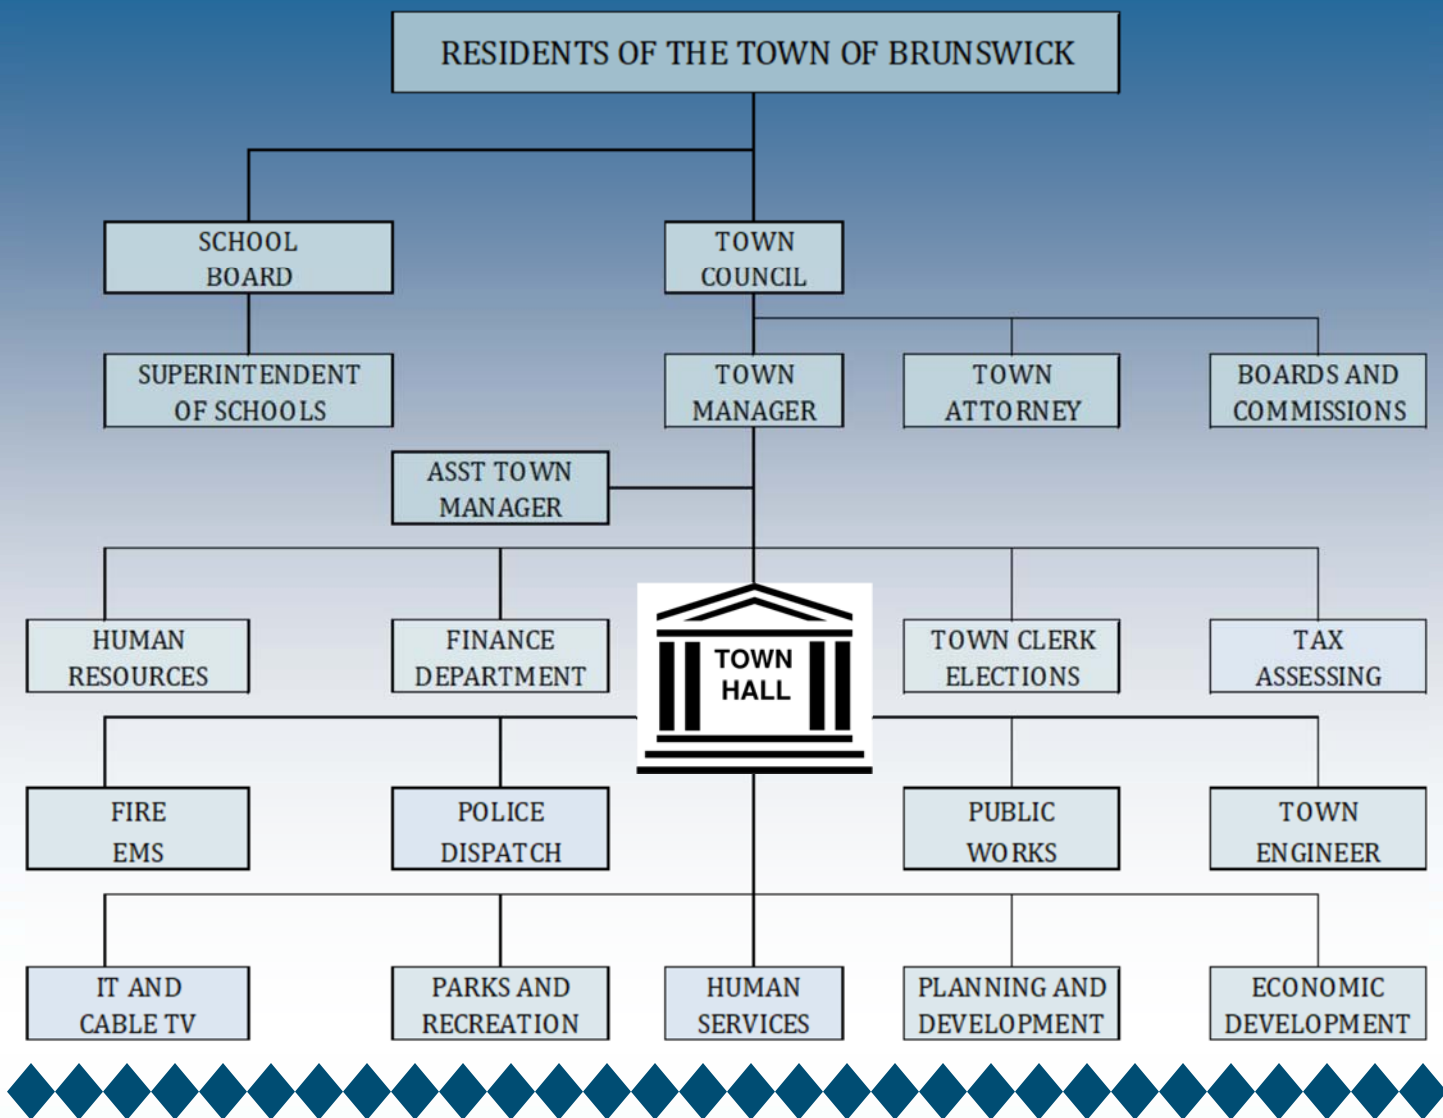 RESIDENTS OF THE TOWN OF BRUNSWICK
SCHOOL
BOARD
TOWN
COUNCIL
SUPERINTENDENT
OF SCHOOLS
TOWN
MANAGER
TOWN
ATTORNEY
BOARDS AND
COMMISSIONS
ASST TOWN
MANAGER
HUMAN
RESOURCES
FINANCE
DEPARTMENT
TOWN
HALL
TOWN CLERK
ELECTIONS
TAX
ASSESSING
FIRE
EMS
POLICE
DISPATCH
PUBLIC
WORKS
TOWN
ENGINEER
IT AND
CABLE TV
PARKS AND
RECREATION
HUMAN
SERVICES
PLANNING AND
DEVELOPMENT
ECONOMIC
DEVELOPMENT